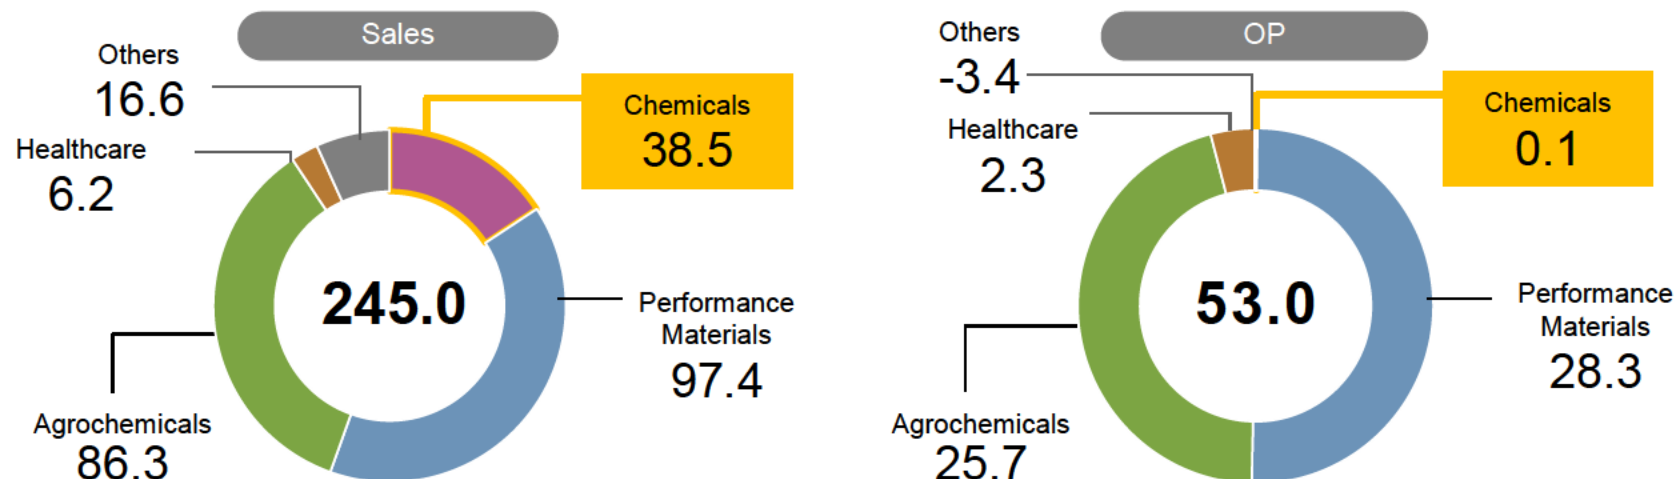 Sales
Others
16.6
Healthcare
6.2
Chemicals
38.5
245.0
Performance
Materials
97.4
Agrochemicals
86.3
OP
Others
-3.4
Healthcare
2.3
Chemicals
0.1
53.0
Performance
Materials
28.3
Agrochemicals
25.7